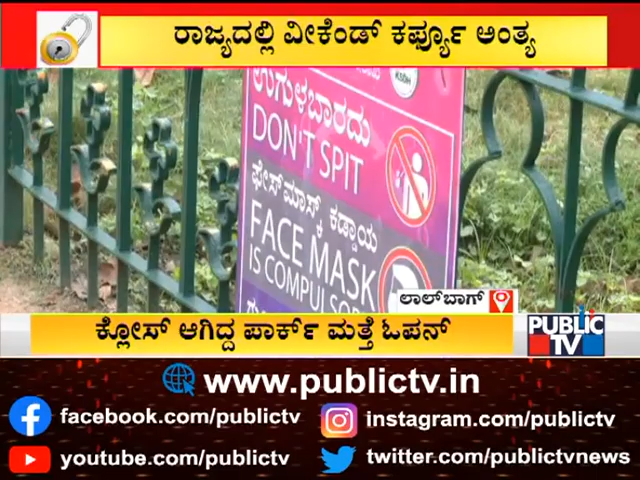 ರಾಜ್ಯದಲ್ಲಿ ವೀಕೆಂಡ್ ಕರ್ಫ್ಯೂ ಅಂತ್ಯ
ಉಗುಳಬಾರದು
DON'T SPIT
ಫೇಸ್‌ಮಾಸ್ಕ್ ಕಡ್ಡಾಯ
FACE MASK
IS COMPULSORY
ಲಾಲ್‌ಬಾಗ್
ಕ್ಲೋಸ್ ಆಗಿದ್ದ ಪಾರ್ಕ್ ಮತ್ತೆ ಓಪನ್
PUBLIC
TV
www.publictv.in
facebook.com/publictv
instagram.com/publictv
youtube.com/publictv
twitter.com/publictvnews